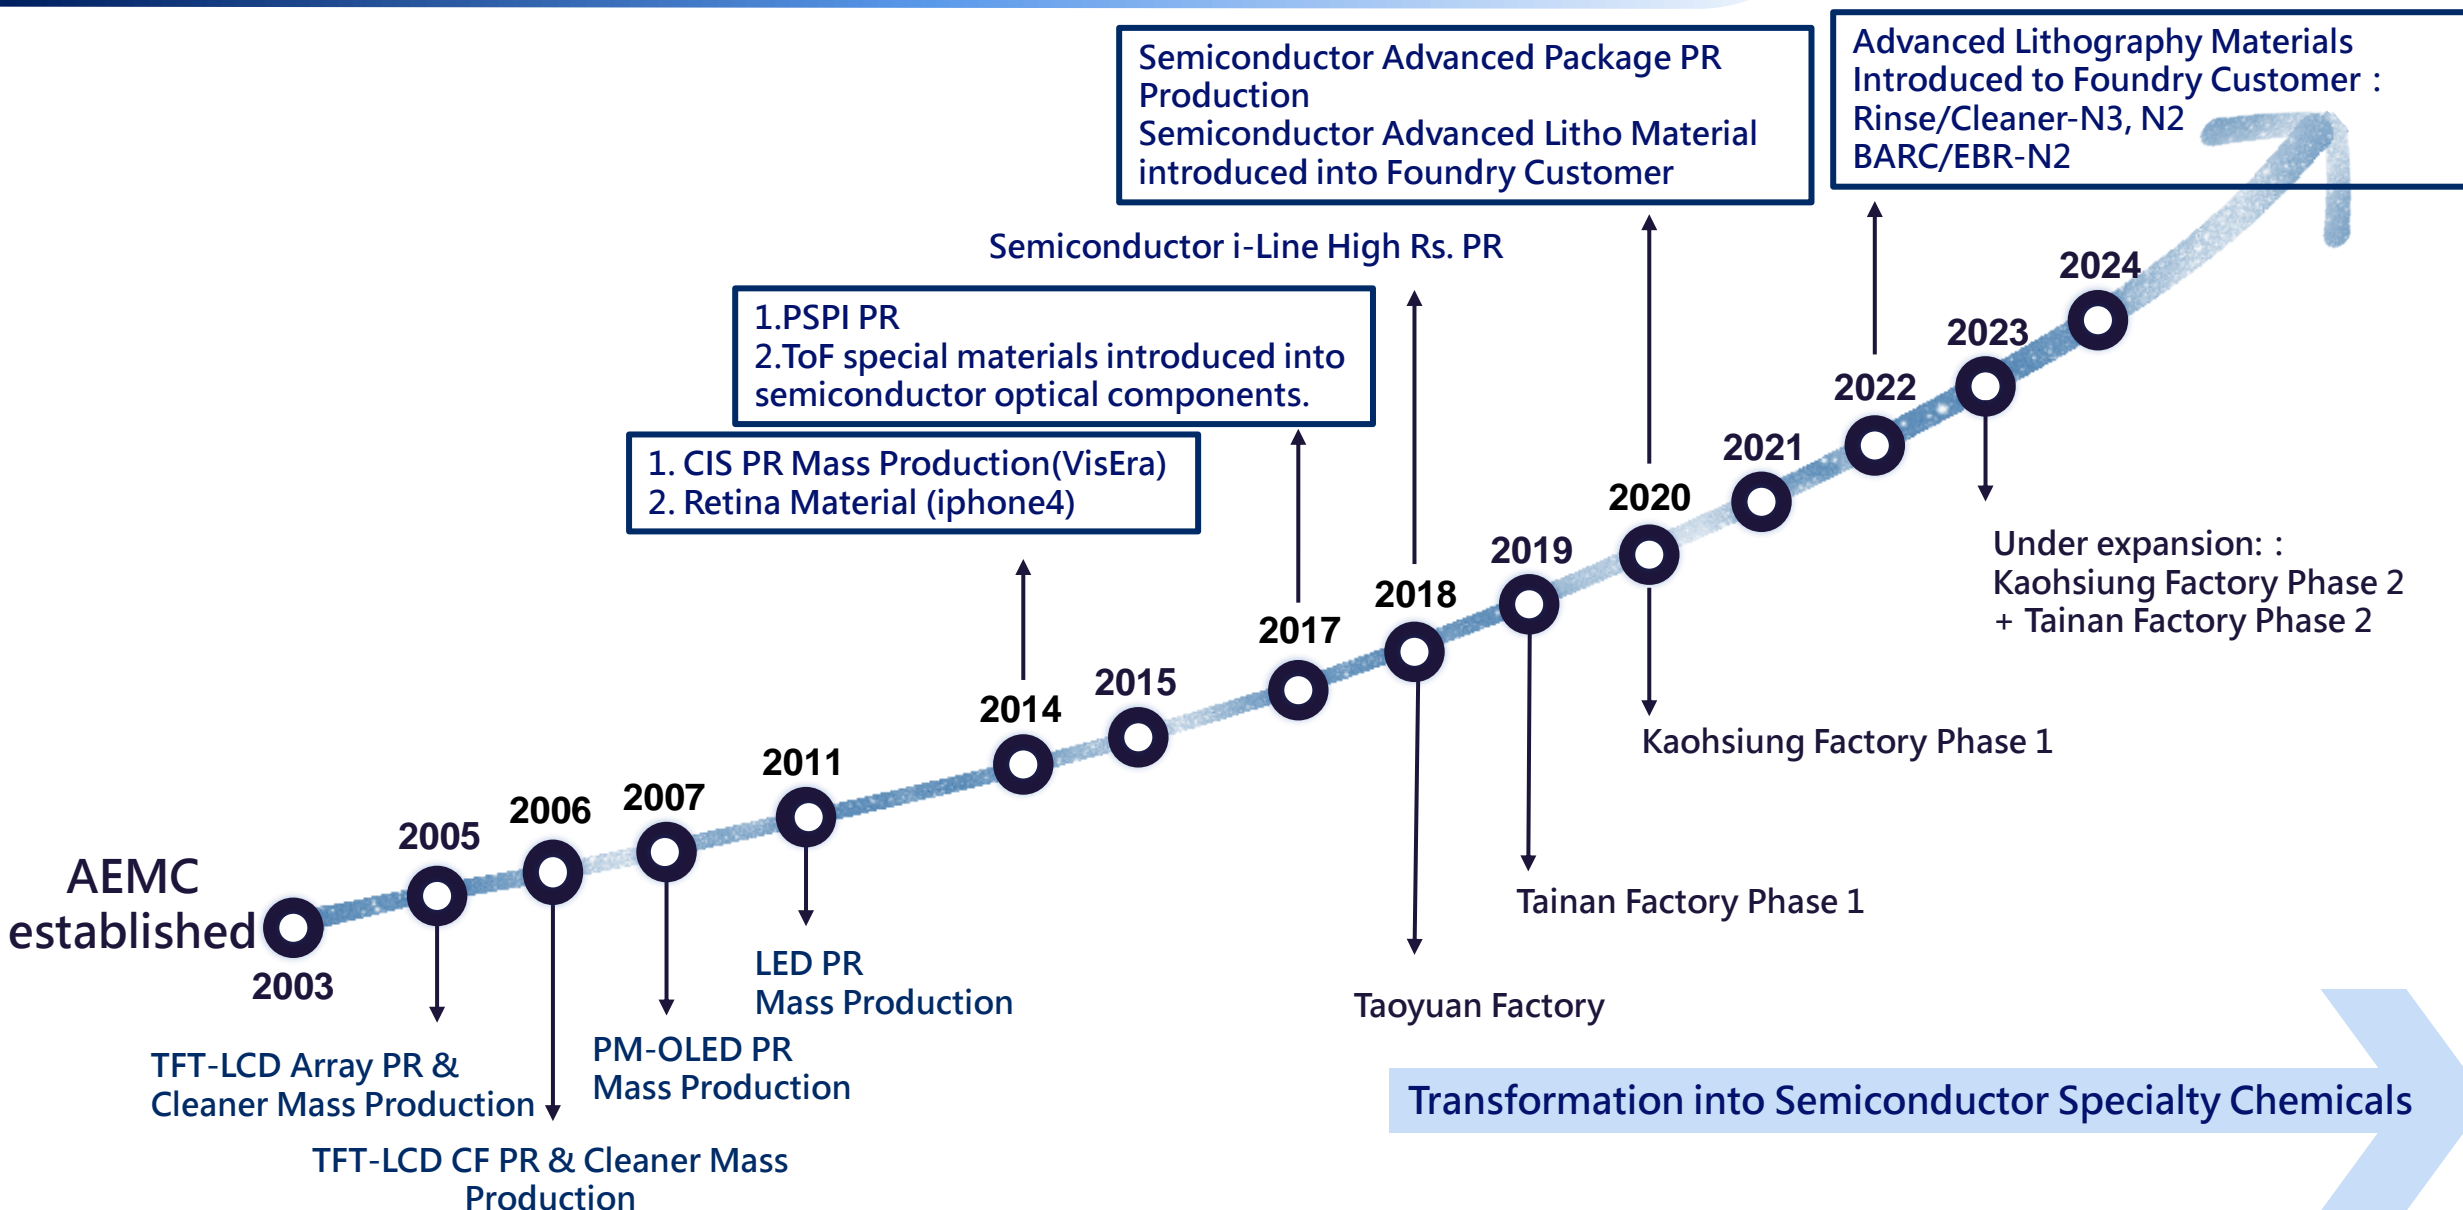 Semiconductor Advanced Package PR
Production
Semiconductor Advanced Litho Material
introduced into Foundry Customer
Advanced Lithography Materials
Introduced to Foundry Customer :
Rinse/Cleaner-N3, N2
BARC/EBR-N2
Semiconductor i-Line High Rs. PR
1.PSPI PR
2.ToF special materials introduced into
semiconductor optical components.
1. CIS PR Mass Production(VisEra)
2. Retina Material (iphone4)
2024
2023
2022
2021
2020
2019
2018
2017
2015
2014
2011
2007
2006
2005
AEMC
established
2003
Under expansion: :
Kaohsiung Factory Phase 2
+ Tainan Factory Phase 2
Kaohsiung Factory Phase 1
Tainan Factory Phase 1
Taoyuan Factory
LED PR
Mass Production
PM-OLED PR
Mass Production
TFT-LCD Array PR &
Cleaner Mass Production
TFT-LCD CF PR & Cleaner Mass
Production
Transformation into Semiconductor Specialty Chemicals